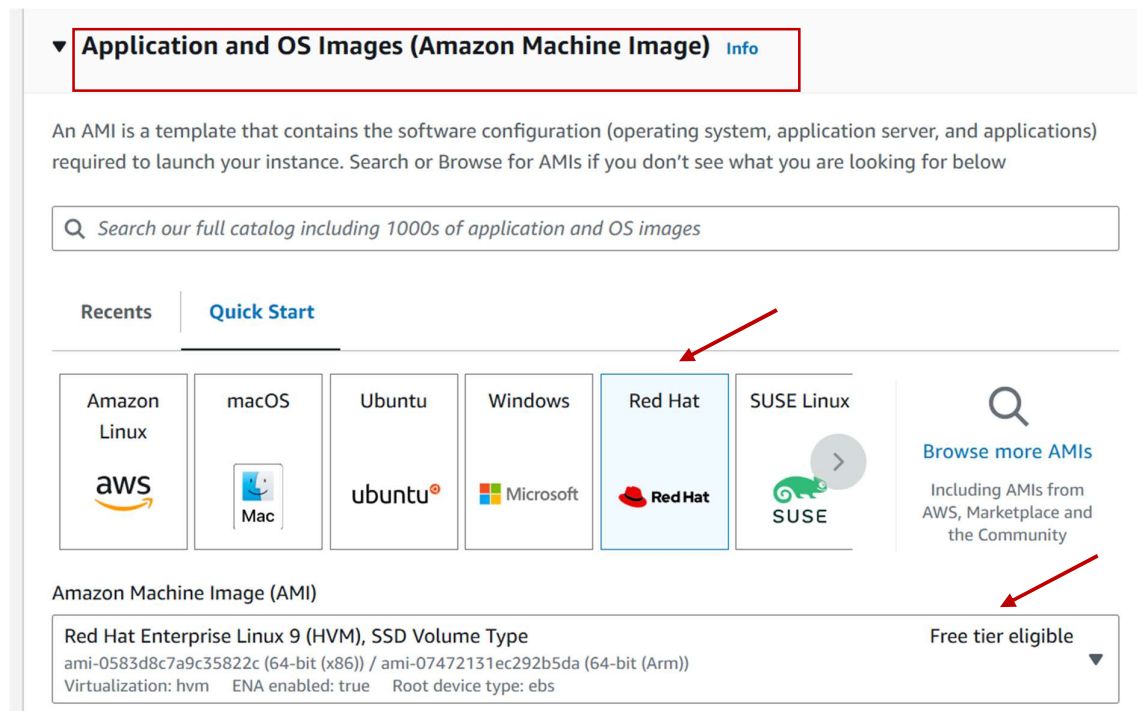 Application and OS Images (Amazon Machine Image) Info
An AMI is a template that contains the software configuration (operating system, application server, and applications)
required to launch your instance. Search or Browse for AMIs if you don’t see what you are looking for below
Search our full catalog including 1000s of application and OS images
Recents
Quick Start
Amazon
Linux
aws
macOS
Mac
Ubuntu
ubuntu®
Windows
Microsoft
Red Hat
Red Hat
SUSE Linux
SUSE
Browse more AMIs
Including AMIs from
AWS, Marketplace and
the Community
Amazon Machine Image (AMI)
Red Hat Enterprise Linux 9 (HVM), SSD Volume Type
Free tier eligible
ami-0583d8c7a9c35822c (64-bit (x86)) / ami-07472131ec292b5da (64-bit (Arm))
Virtualization: hvm ENA enabled: true Root device type: ebs